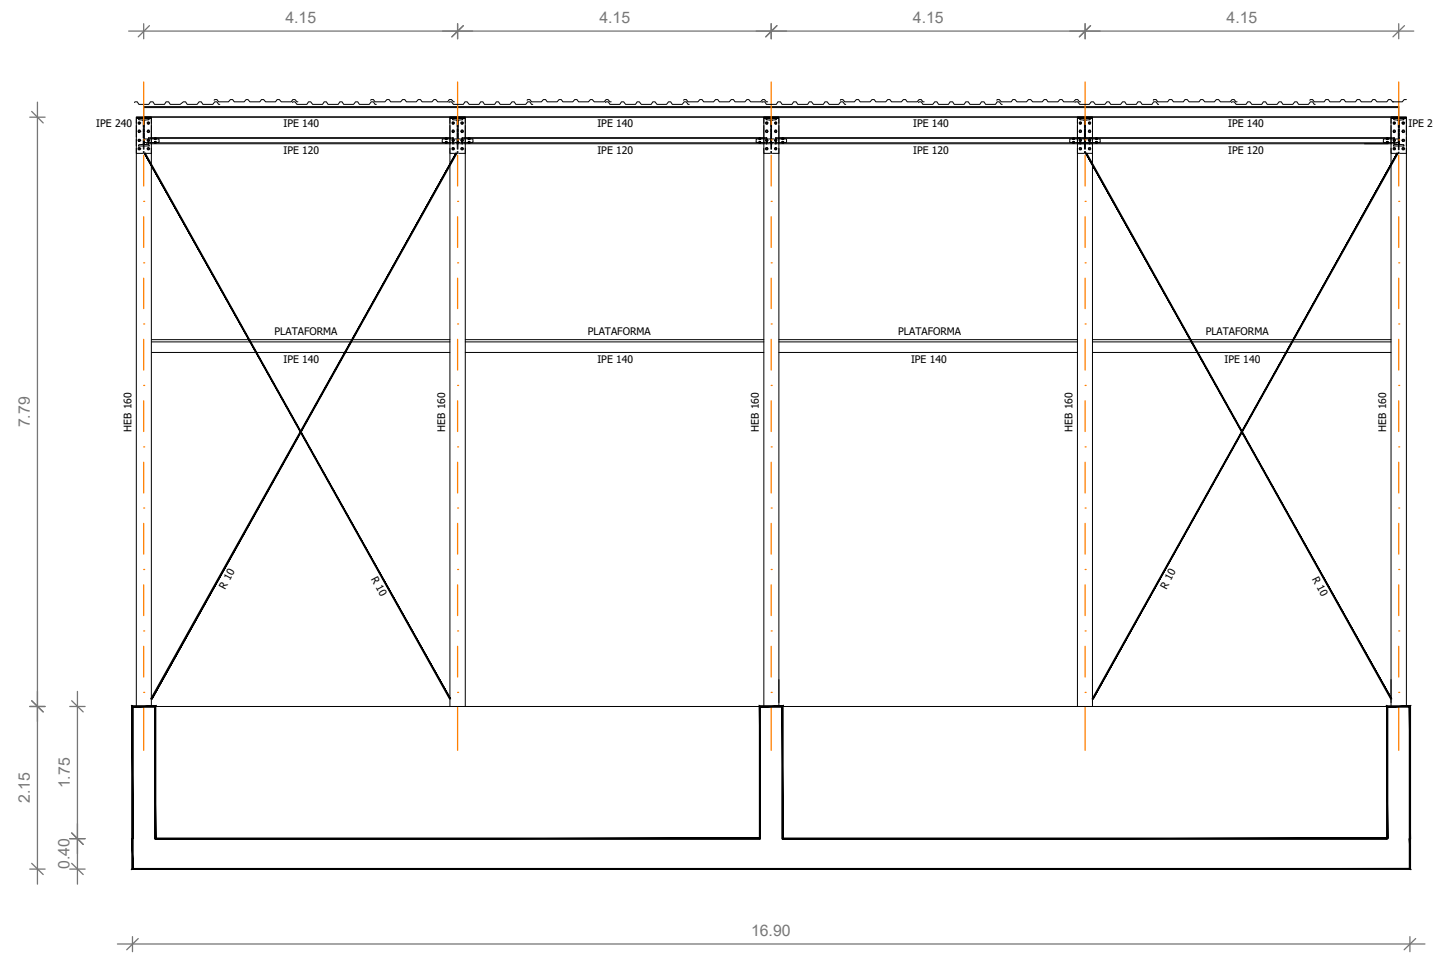 4.15 4.15 4.15 4.15
IPE 240 IPE 140 IPE 140 IPE 140 IPE 140 IPE 2
IPE 120 IPE 120 IPE 120 IPE 120
PLATAFORMA PLATAFORMA PLATAFORMA PLATAFORMA
IPE 140 IPE 140 IPE 140 IPE 140
7.79 HEB 160 HEB 160 HEB 160 HEB 160 HEB 160
R 10 R 10 R 10 R 10
2.15 1.75
0.40
16.90